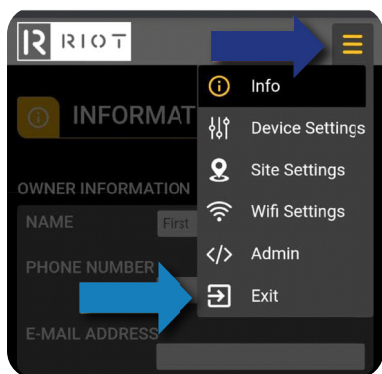 RIOT
Info
INFORMAT
Device Settings
Site Settings
OWNER INFORMATION
NAME
First
Wifi Settings
PHONE NUMBER
Admin
Exit
E-MAIL ADDRESS